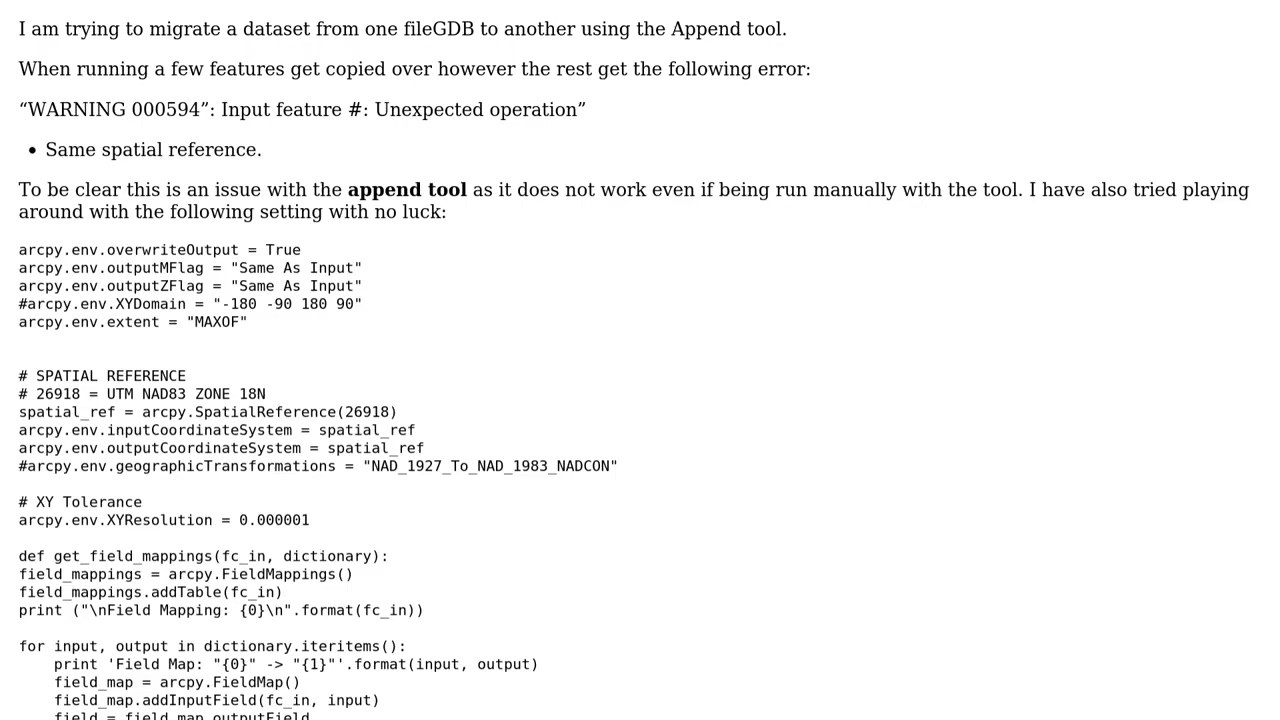 I am trying to migrate a dataset from one fileGDB to another using the Append tool.
When running a few features get copied over however the rest get the following error:
“WARNING 000594”: Input feature #: Unexpected operation”
• Same spatial reference.
To be clear this is an issue with the append tool as it does not work even if being run manually with the tool. I have also tried playing
around with the following setting with no luck:
arcpy.env.overwriteOutput = True
arcpy.env.outputMFlag = "Same As Input"
arcpy.env.outputZFlag = "Same As Input"
#arcpy.env.XYDomain = "-180 -90 180 90"
arcpy.env.extent = "MAXOF"
# SPATIAL REFERENCE
# 26918 = UTM NAD83 ZONE 18N
spatial_ref = arcpy.SpatialReference(26918)
arcpy.env.inputCoordinateSystem = spatial_ref
arcpy.env.outputCoordinateSystem = spatial_ref
#arcpy.env.geographicTransformations = "NAD_1927_To_NAD_1983_NADCON"
# XY Tolerance
arcpy.env.XYResolution = 0.000001
def get_field_mappings(fc_in, dictionary):
field_mappings = arcpy.FieldMappings()
field_mappings.addTable(fc_in)
print ("\nField Mapping: {0}\n".format(fc_in))
for input, output in dictionary.iteritems():
    print 'Field Map: "{0}" -> "{1}"'.format(input, output)
    field_map = arcpy.FieldMap()
    field_map.addInputField(fc_in, input)
    field = field_map.outputField